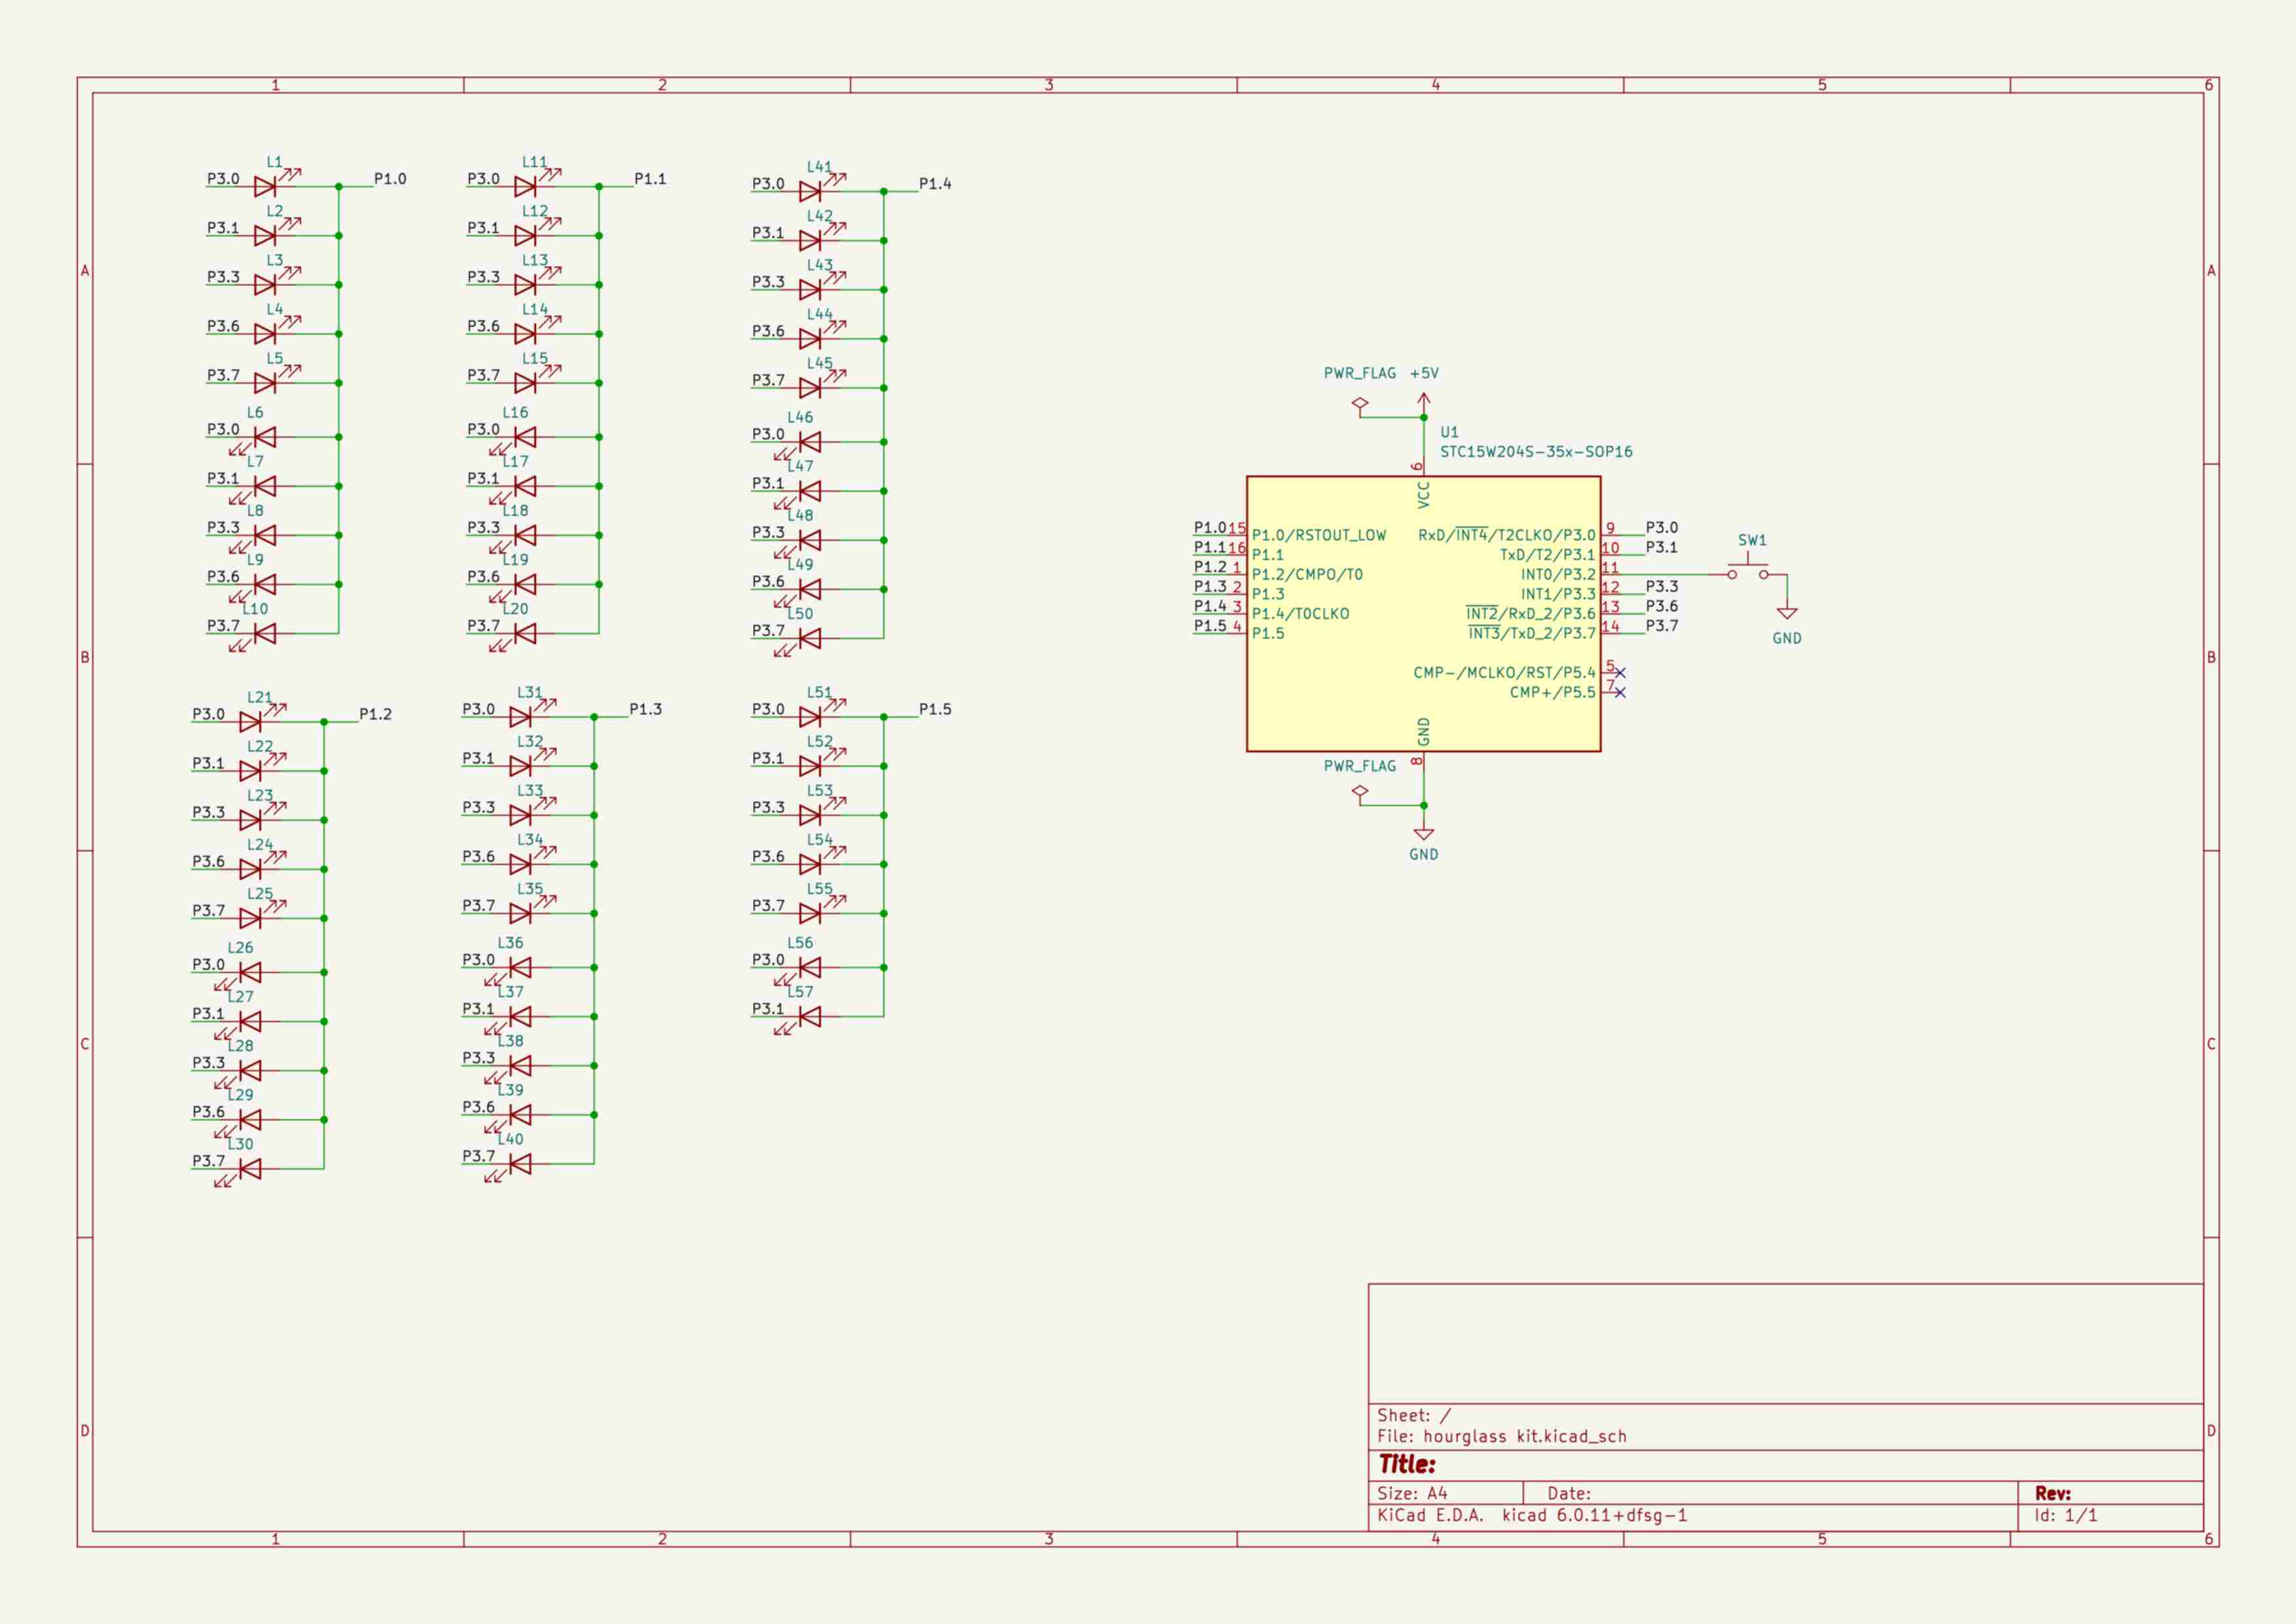 1 2 3 4 5 6
A
B
C
D
L1
P3.0 P1.0
L2
P3.1
L3
P3.3
L4
P3.6
L5
P3.7
L6
P3.0
L7
P3.1
L8
P3.3
L9
P3.6
L10
P3.7
L11
P3.0 P1.1
L12
P3.1
L13
P3.3
L14
P3.6
L15
P3.7
L16
P3.0
L17
P3.1
L18
P3.3
L19
P3.6
L20
P3.7
L41
P3.0 P1.4
L42
P3.1
L43
P3.3
L44
P3.6
L45
P3.7
L46
P3.0
L47
P3.1
L48
P3.3
L49
P3.6
L50
P3.7
L21
P3.0 P1.2
L22
P3.1
L23
P3.3
L24
P3.6
L25
P3.7
L26
P3.0
L27
P3.1
L28
P3.3
L29
P3.6
L30
P3.7
L31
P3.0 P1.3
L32
P3.1
L33
P3.3
L34
P3.6
L35
P3.7
L36
P3.0
L37
P3.1
L38
P3.3
L39
P3.6
L40
P3.7
L51
P3.0 P1.5
L52
P3.1
L53
P3.3
L54
P3.6
L55
P3.7
L56
P3.0
L57
P3.1
PWR_FLAG +5V
U1
STC15W204S-35x-SOP16
6
VCC
P1.0 15 P1.0/RSTOUT_LOW RxD/INT4/T2CLKO/P3.0 9 P3.0
P1.1 16 P1.1 TxD/T2/P3.1 10 P3.1
P1.2 1 P1.2/CMPO/T0 INT0/P3.2 11
P1.3 2 P1.3 INT1/P3.3 12 P3.3
P1.4 3 P1.4/T0CLKO INT2/RxD_2/P3.6 13 P3.6
P1.5 4 P1.5 INT3/TxD_2/P3.7 14 P3.7
CMP-/MCLKO/RST/P5.4 5
CMP+/P5.5 7
GND
8
PWR_FLAG
GND
SW1
GND
A
B
C
D
Sheet: /
File: hourglass kit.kicad_sch
Title:
Size: A4 Date: Rev:
KiCad E.D.A. kicad 6.0.11+dfsg-1 Id: 1/1
1 2 3 4 5 6